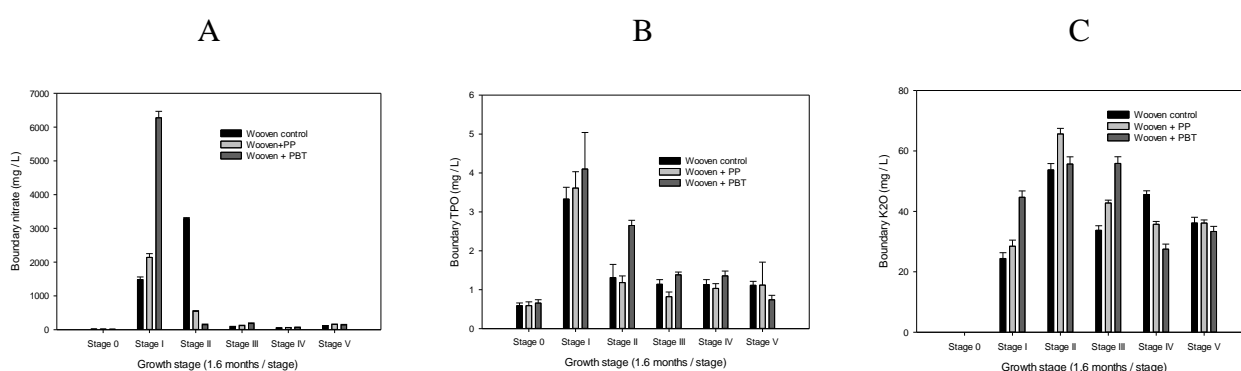 A
B
C
Boundary nitrate (mg / L)
7000
6000
5000
4000
3000
2000
1000
0
Wooven control
Wooven+PP
Wooven + PBT
Stage 0 Stage I Stage II Stage III Stage IV Stage V
Growth stage (1.6 months / stage)
Boundary TPO (mg / L)
6
5
4
3
2
1
0
Wooven control
Wooven + PP
Wooven + PBT
Stage 0 Stage I Stage II Stage III Stage IV Stage V
Growth stage (1.6 months / stage)
Boundary K2O (mg / L)
80
60
40
20
0
Wooven control
Wooven + PP
Wooven + PBT
Stage 0 Stage I Stage II Stage III Stage IV Stage V
Growth stage (1.6 months / stage)